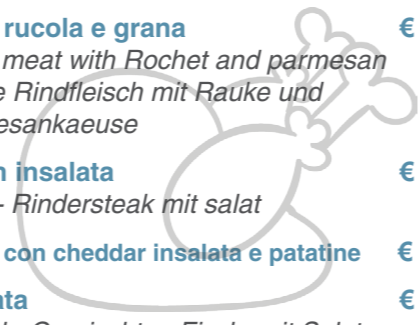 rucola e grana €
meat with Rochet and parmesan
e Rindfleisch mit Rauke und
esankaeuse
n insalata €
- Rindersteak mit salat
con cheddar insalata e patatine €
ata €